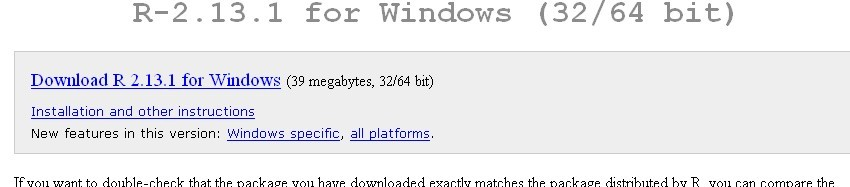 R-2.13.1 for Windows (32/64 bit)
Download R 2.13.1 for Windows (39 megabytes, 32/64 bit)
Installation and other instructions
New features in this version: Windows specific, all platforms.
If you want to double-check that the package you have downloaded exactly matches the package distributed by R, you can compare the